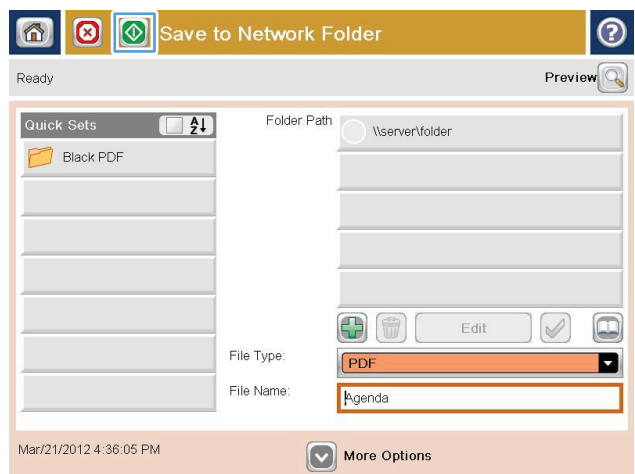 Save to Network Folder
?
Ready
Preview
Quick Sets
A
Z
Folder Path
\\server\folder
Black PDF
Edit
File Type:
PDF
File Name:
Agenda
Mar/21/2012 4:36:05 PM
More Options